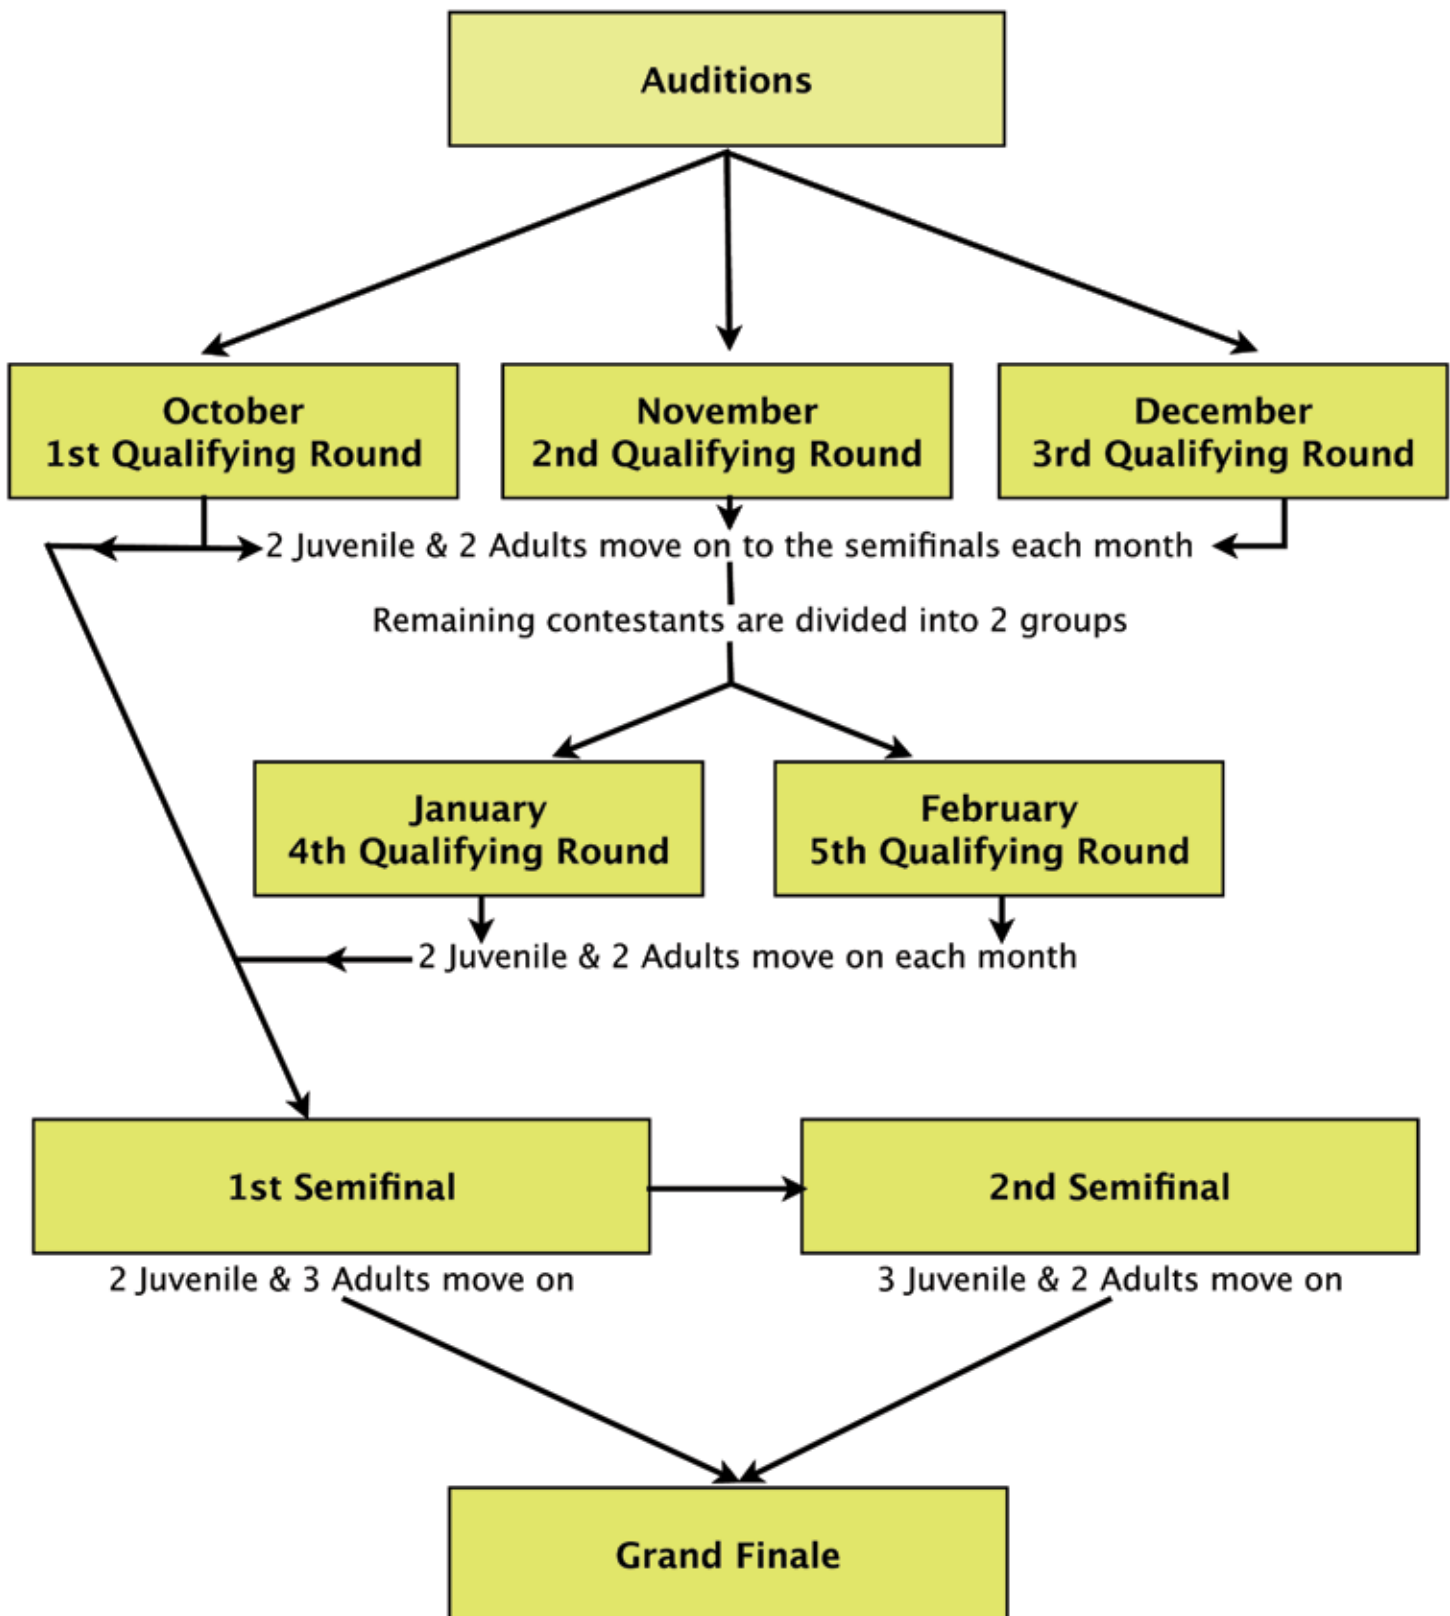 Auditions
October
1st Qualifying Round
November
2nd Qualifying Round
December
3rd Qualifying Round
2 Juvenile & 2 Adults move on to the semifinals each month
Remaining contestants are divided into 2 groups
January
4th Qualifying Round
February
5th Qualifying Round
2 Juvenile & 2 Adults move on each month
1st Semifinal
2nd Semifinal
2 Juvenile & 3 Adults move on
3 Juvenile & 2 Adults move on
Grand Finale